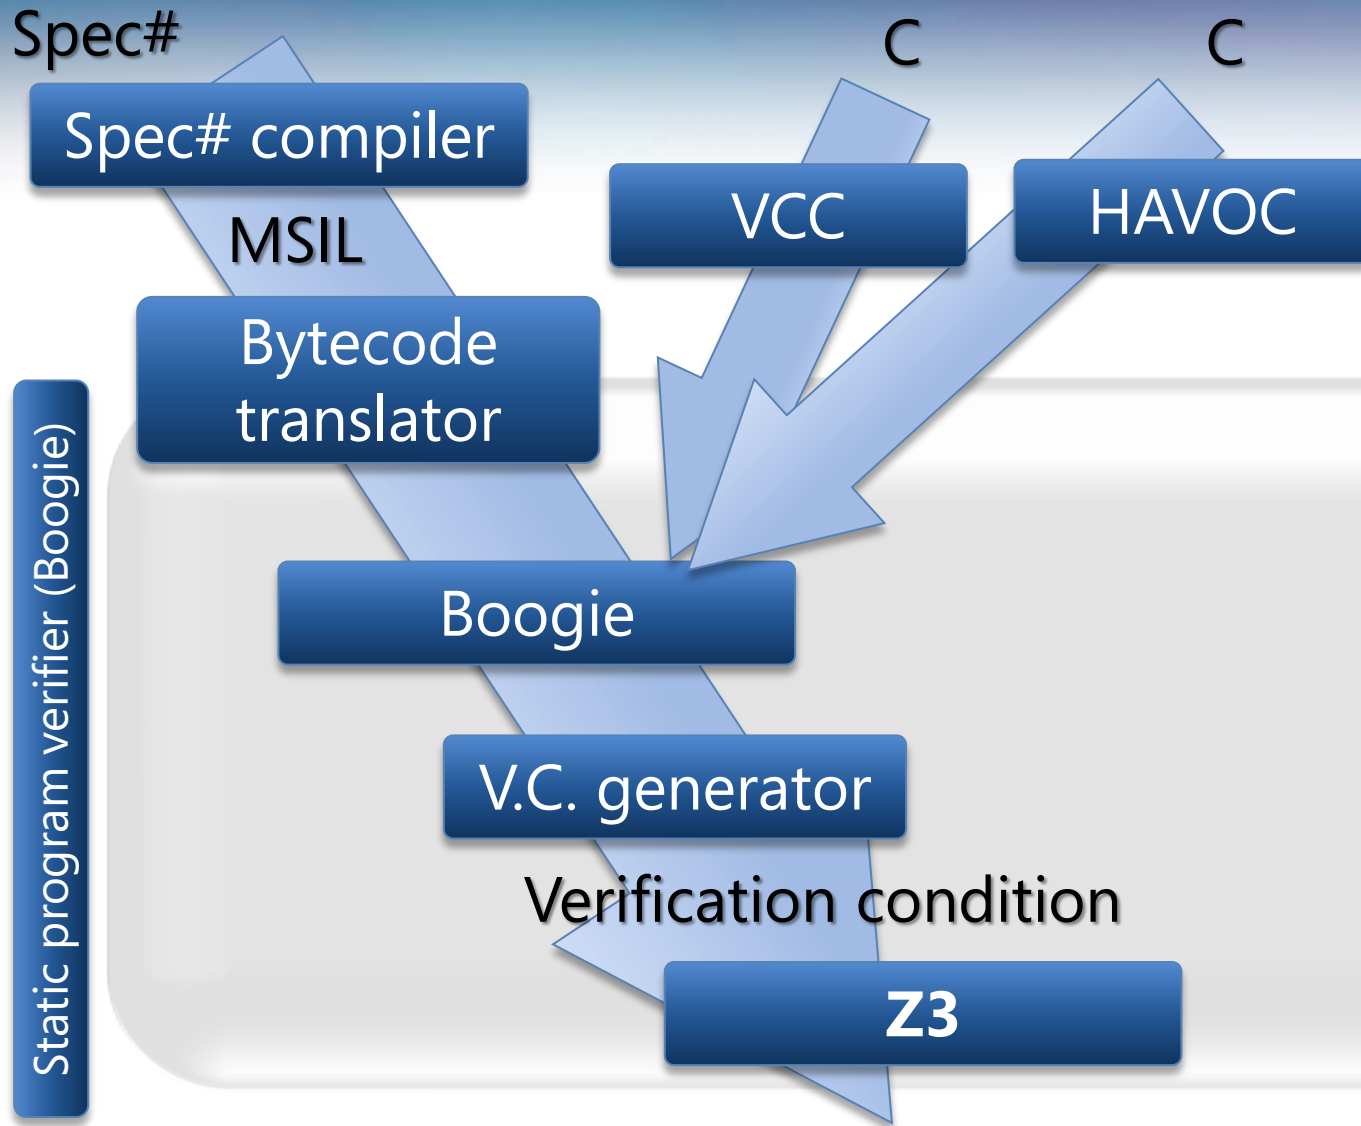 Spec#
C
C
Spec# compiler
VCC
HAVOC
MSIL
Bytecode
translator
Static program verifier (Boogie)
Boogie
V.C. generator
Verification condition
Z3